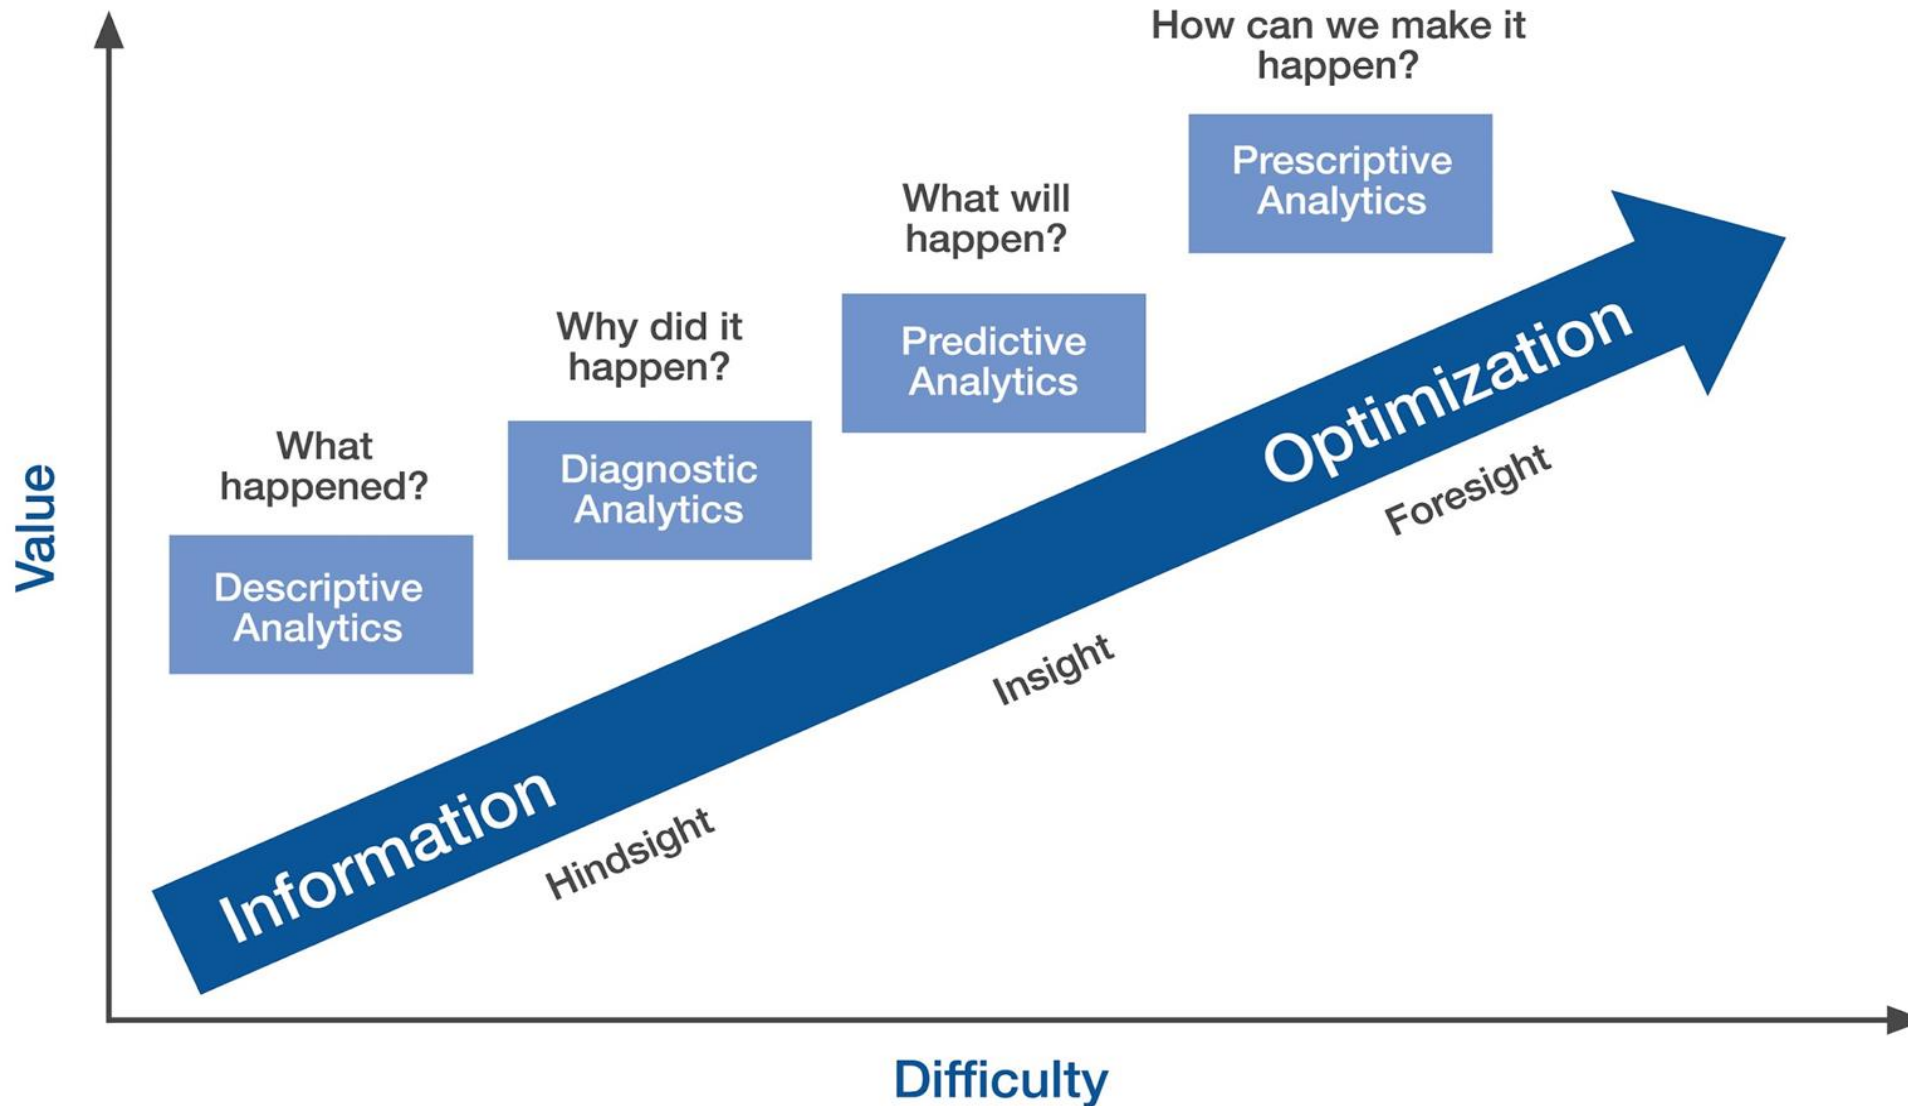 How can we make it
happen?
Prescriptive
Analytics
What will
happen?
Predictive
Analytics
Why did it
happen?
Diagnostic
Analytics
What
happened?
Descriptive
Analytics
Value
Information
Optimization
Hindsight
Insight
Foresight
Difficulty